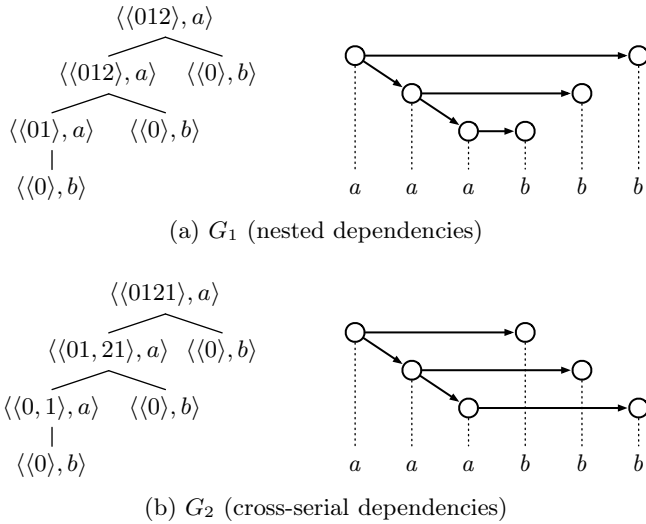 ⟨⟨012⟩, a⟩
⟨⟨012⟩, a⟩ ⟨⟨0⟩, b⟩
⟨⟨01⟩, a⟩ ⟨⟨0⟩, b⟩
⟨⟨0⟩, b⟩
a a a b b b
(a) G₁ (nested dependencies)
⟨⟨0121⟩, a⟩
⟨⟨01, 21⟩, a⟩ ⟨⟨0⟩, b⟩
⟨⟨0, 1⟩, a⟩ ⟨⟨0⟩, b⟩
⟨⟨0⟩, b⟩
a a a b b b
(b) G₂ (cross-serial dependencies)